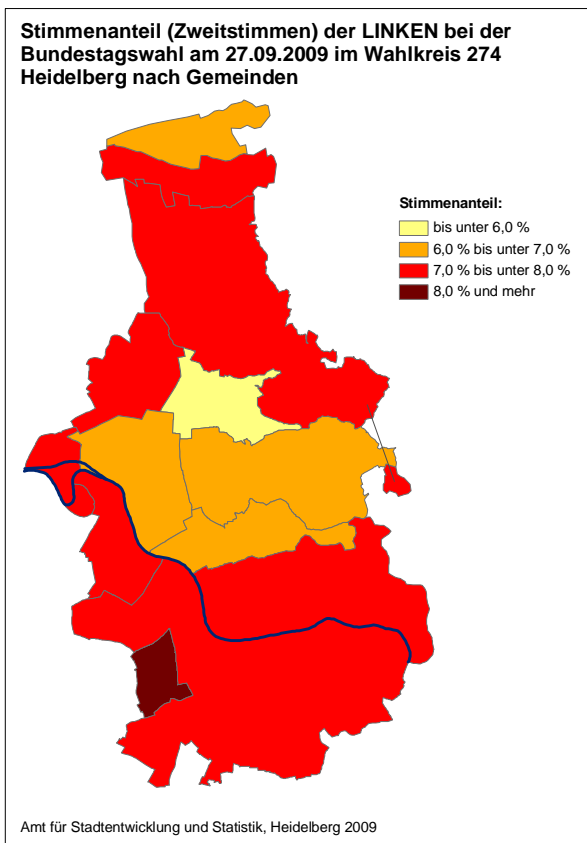 Stimmenanteil (Zweitstimmen) der LINKEN bei der
Bundestagswahl am 27.09.2009 im Wahlkreis 274
Heidelberg nach Gemeinden
Stimmenanteil:
bis unter 6,0 %
6,0 % bis unter 7,0 %
7,0 % bis unter 8,0 %
8,0 % und mehr
Amt für Stadtentwicklung und Statistik, Heidelberg 2009